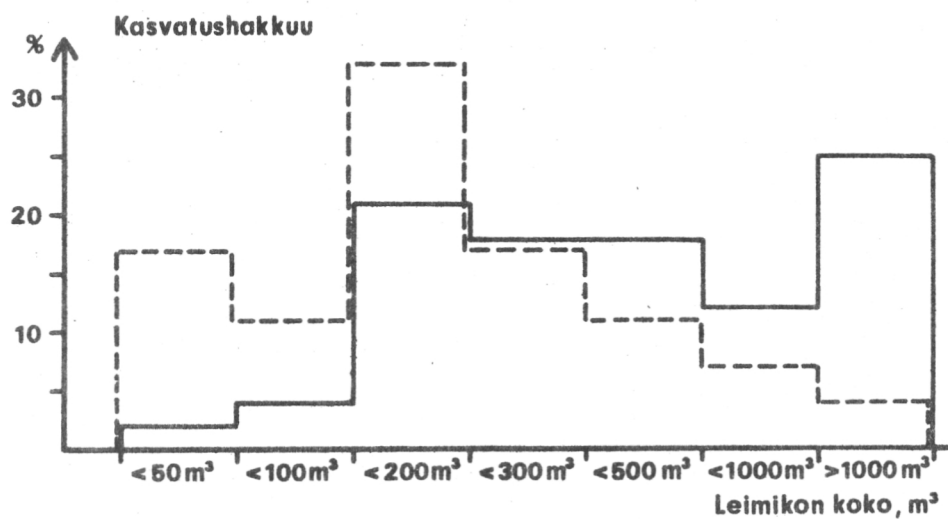 Kasvatushakkuu
%
30
20
10
<50m³ <100m³ <200m³ <300m³ <500m³ <1000m³ >1000m³
Leimikon koko, m³